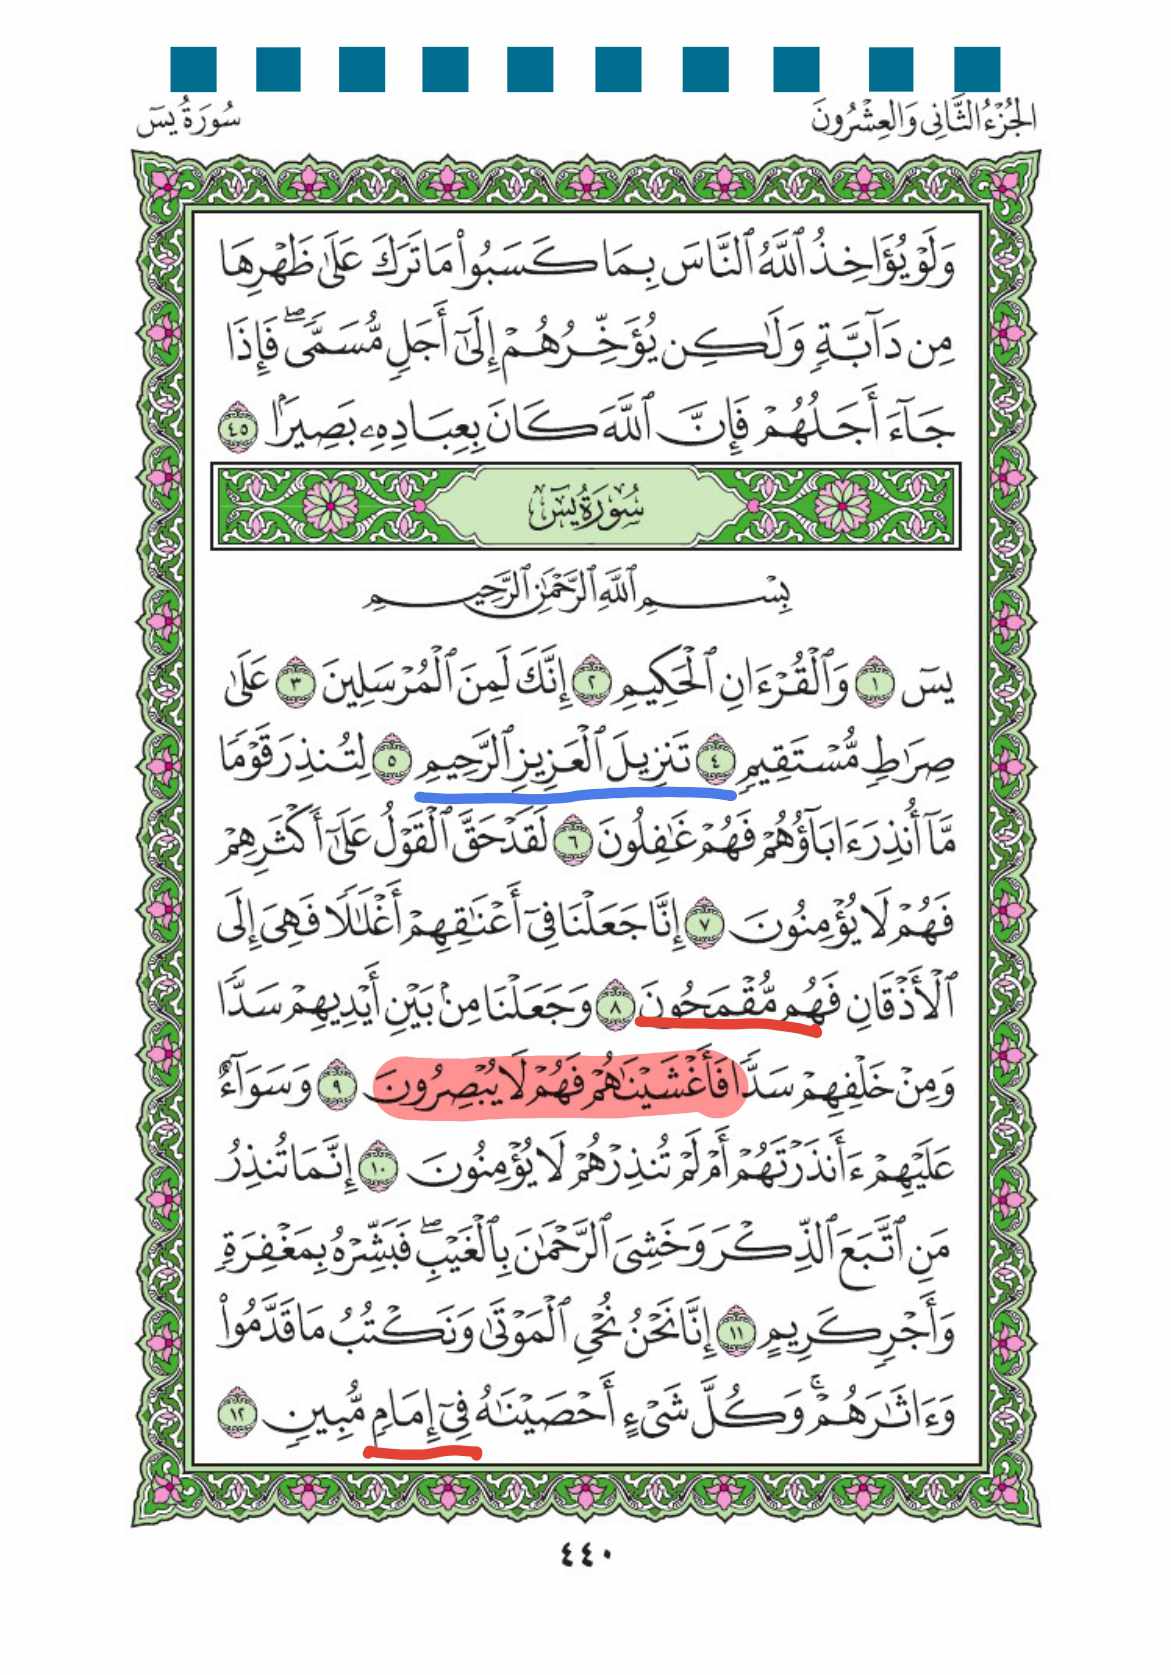 الجُزْءُ الثَّانِي وَالعِشْرُونَ
سُورَةُ يسٓ
وَلَوۡ يُؤَاخِذُ ٱللَّهُ ٱلنَّاسَ بِمَا كَسَبُواْ مَا تَرَكَ عَلَىٰ ظَهۡرِهَا
مِن دَآبَّةٖ وَلَٰكِن يُؤَخِّرُهُمۡ إِلَىٰٓ أَجَلٖ مُّسَمّٗىۖ فَإِذَا
جَآءَ أَجَلُهُمۡ فَإِنَّ ٱللَّهَ كَانَ بِعِبَادِهِۦ بَصِيرَۢا ٤٥
سُورَةُ يسٓ
بِسۡمِ ٱللَّهِ ٱلرَّحۡمَٰنِ ٱلرَّحِيمِ
يسٓ ١ وَٱلۡقُرۡءَانِ ٱلۡحَكِيمِ ٢ إِنَّكَ لَمِنَ ٱلۡمُرۡسَلِينَ ٣ عَلَىٰ
صِرَٰطٖ مُّسۡتَقِيمٖ ٤ تَنزِيلَ ٱلۡعَزِيزِ ٱلرَّحِيمِ ٥ لِتُنذِرَ قَوۡمٗا
مَّآ أُنذِرَ ءَابَآؤُهُمۡ فَهُمۡ غَٰفِلُونَ ٦ لَقَدۡ حَقَّ ٱلۡقَوۡلُ عَلَىٰٓ أَكۡثَرِهِمۡ
فَهُمۡ لَا يُؤۡمِنُونَ ٧ إِنَّا جَعَلۡنَا فِيٓ أَعۡنَٰقِهِمۡ أَغۡلَٰلٗا فَهِيَ إِلَى
ٱلۡأَذۡقَانِ فَهُم مُّقۡمَحُونَ ٨ وَجَعَلۡنَا مِنۢ بَيۡنِ أَيۡدِيهِمۡ سَدّٗا
وَمِنۡ خَلۡفِهِمۡ سَدّٗا فَأَغۡشَيۡنَٰهُمۡ فَهُمۡ لَا يُبۡصِرُونَ ٩ وَسَوَآءٌ
عَلَيۡهِمۡ ءَأَنذَرۡتَهُمۡ أَمۡ لَمۡ تُنذِرۡهُمۡ لَا يُؤۡمِنُونَ ١٠ إِنَّمَا تُنذِرُ
مَنِ ٱتَّبَعَ ٱلذِّكۡرَ وَخَشِيَ ٱلرَّحۡمَٰنَ بِٱلۡغَيۡبِۖ فَبَشِّرۡهُ بِمَغۡفِرَةٖ
وَأَجۡرٖ كَرِيمٍ ١١ إِنَّا نَحۡنُ نُحۡيِ ٱلۡمَوۡتَىٰ وَنَكۡتُبُ مَا قَدَّمُواْ
وَءَاثَٰرَهُمۡۚ وَكُلَّ شَيۡءٍ أَحۡصَيۡنَٰهُ فِيٓ إِمَامٖ مُّبِينٖ ١٢
٤٤٠